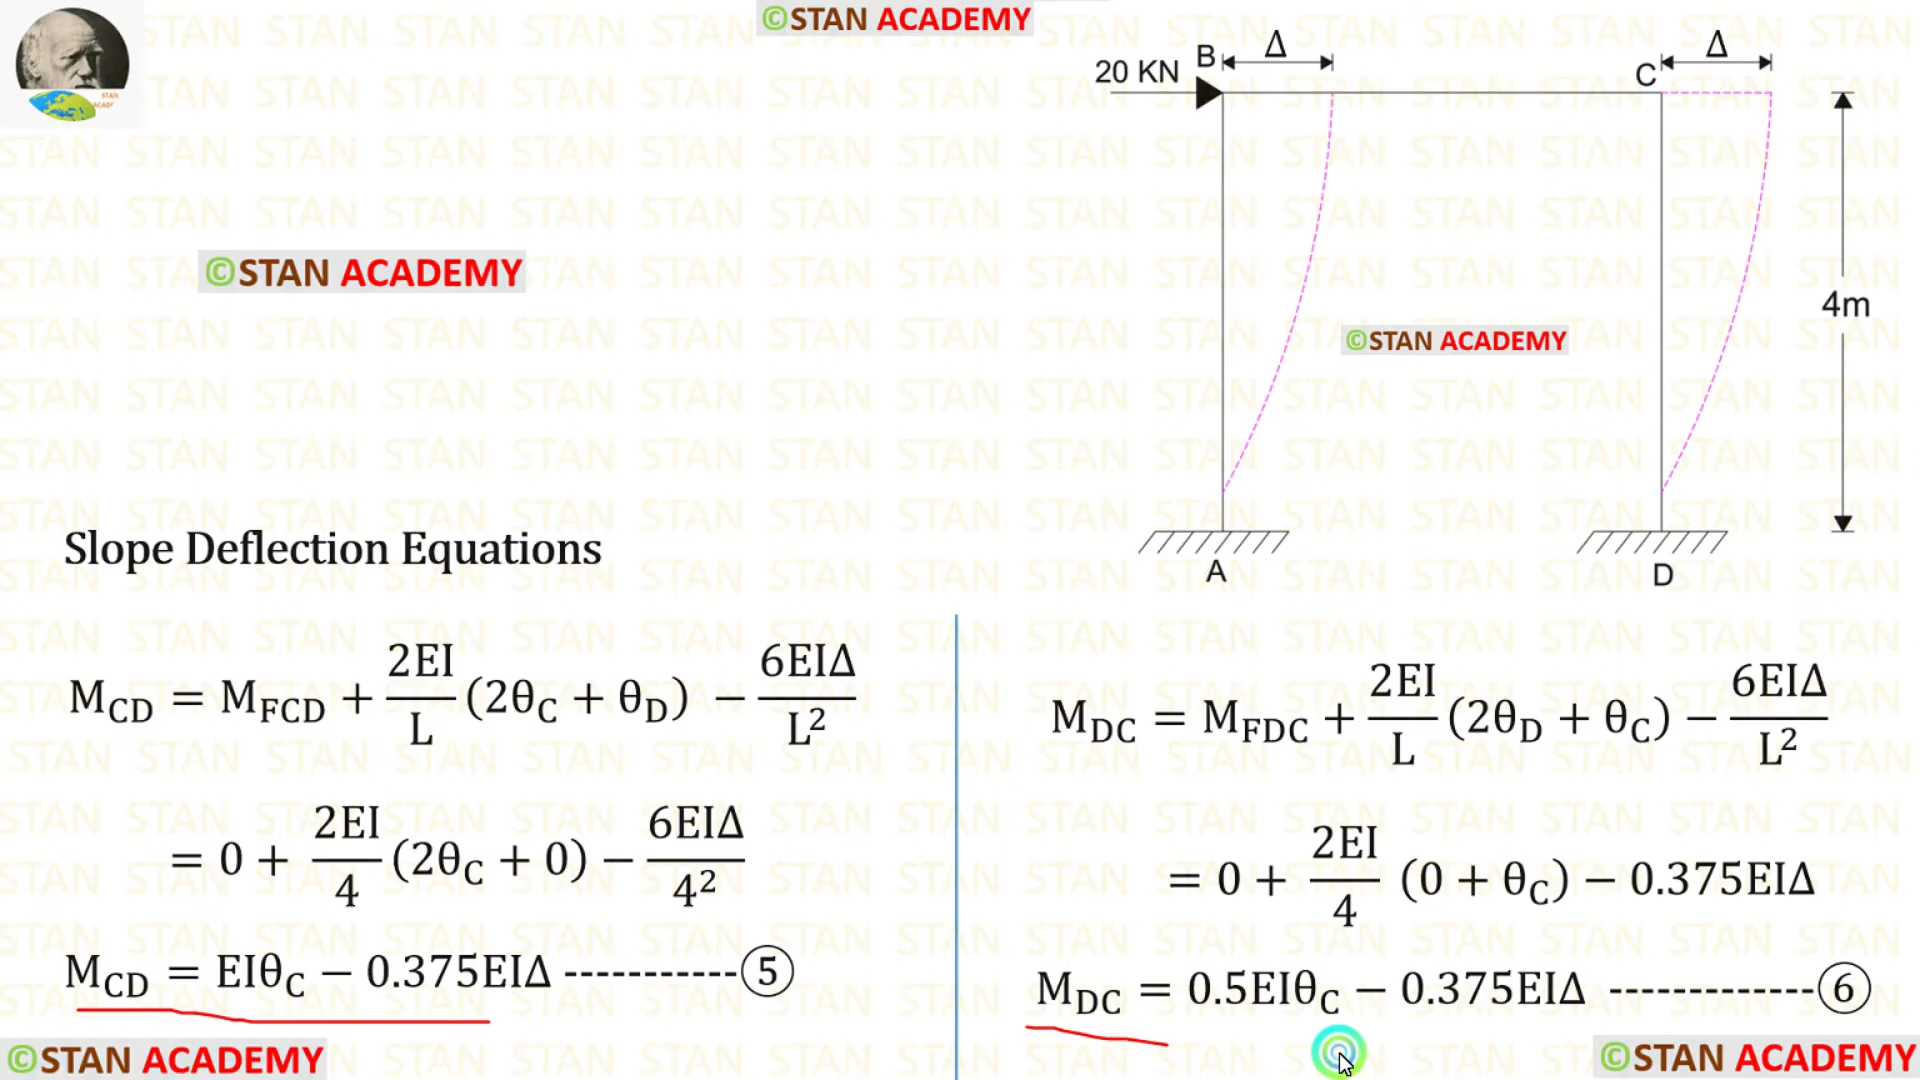 ©STAN ACADEMY
STAN
ACADE
B
Δ
Δ
20 KN
C
4m
©STAN ACADEMY
©STAN ACADEMY
A
D
Slope Deflection Equations
M_CD = M_FCD + 2EI/L (2θ_C + θ_D) − 6EIΔ/L²
= 0 + 2EI/4 (2θ_C + 0) − 6EIΔ/4²
M_CD = EIθ_C − 0.375EIΔ -----------⑤
M_DC = M_FDC + 2EI/L (2θ_D + θ_C) − 6EIΔ/L²
= 0 + 2EI/4 (0 + θ_C) − 0.375EIΔ
M_DC = 0.5EIθ_C − 0.375EIΔ -------------⑥
©STAN ACADEMY
©STAN ACADEMY